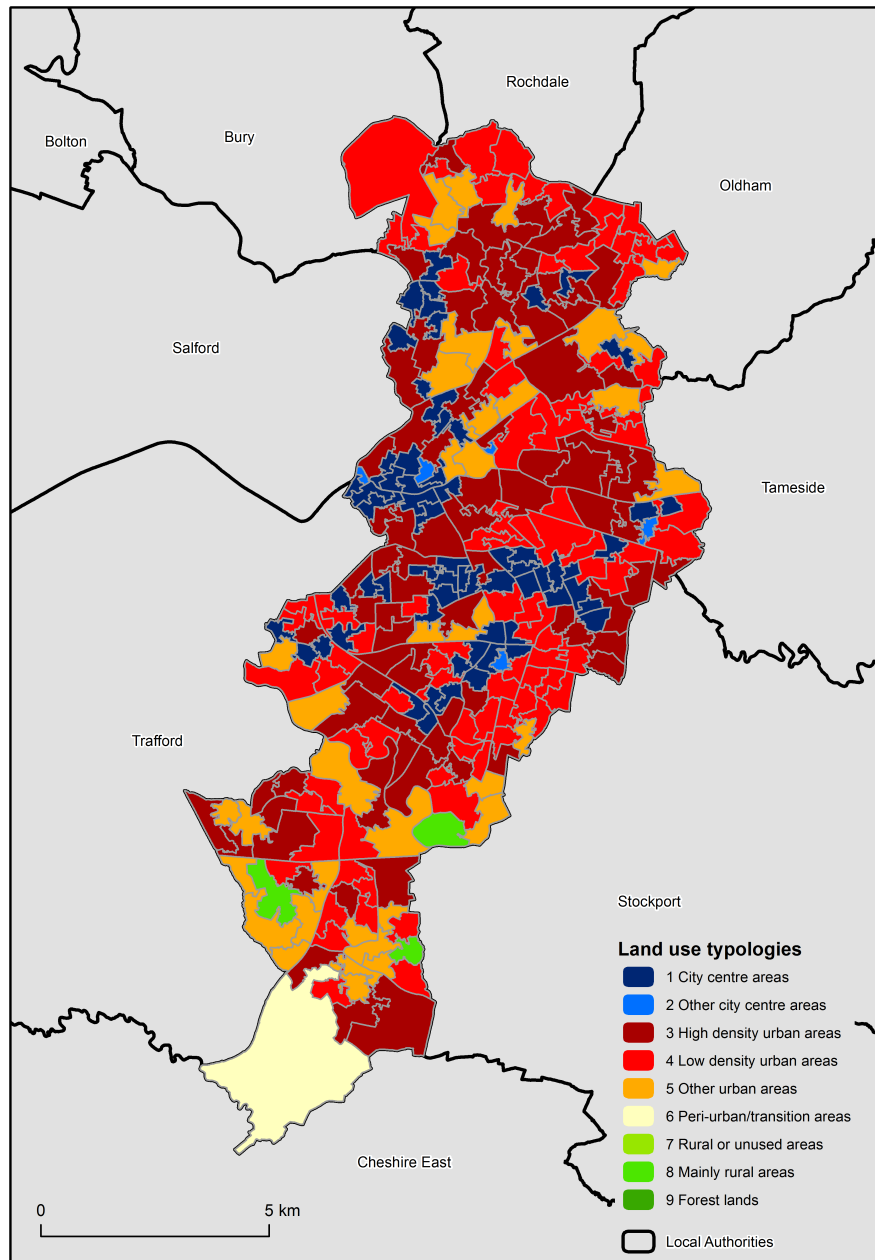 Rochdale
Bolton
Bury
Oldham
Salford
Tameside
Trafford
Stockport
Land use typologies
1 City centre areas
2 Other city centre areas
3 High density urban areas
4 Low density urban areas
5 Other urban areas
6 Peri-urban/transition areas
7 Rural or unused areas
8 Mainly rural areas
9 Forest lands
Local Authorities
Cheshire East
0 5 km